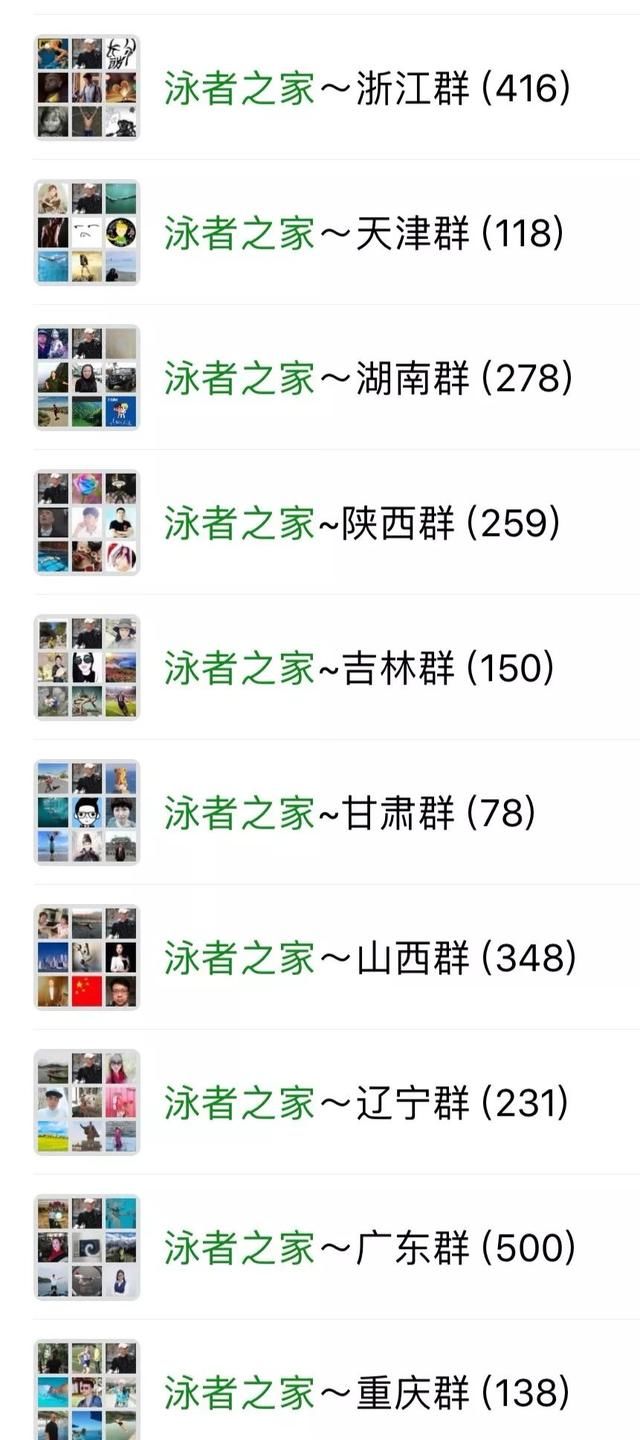 泳者之家～浙江群 (416)
泳者之家～天津群 (118)
泳者之家～湖南群 (278)
泳者之家~陕西群 (259)
泳者之家~吉林群 (150)
泳者之家~甘肃群 (78)
泳者之家～山西群 (348)
泳者之家～辽宁群 (231)
泳者之家～广东群 (500)
泳者之家～重庆群 (138)